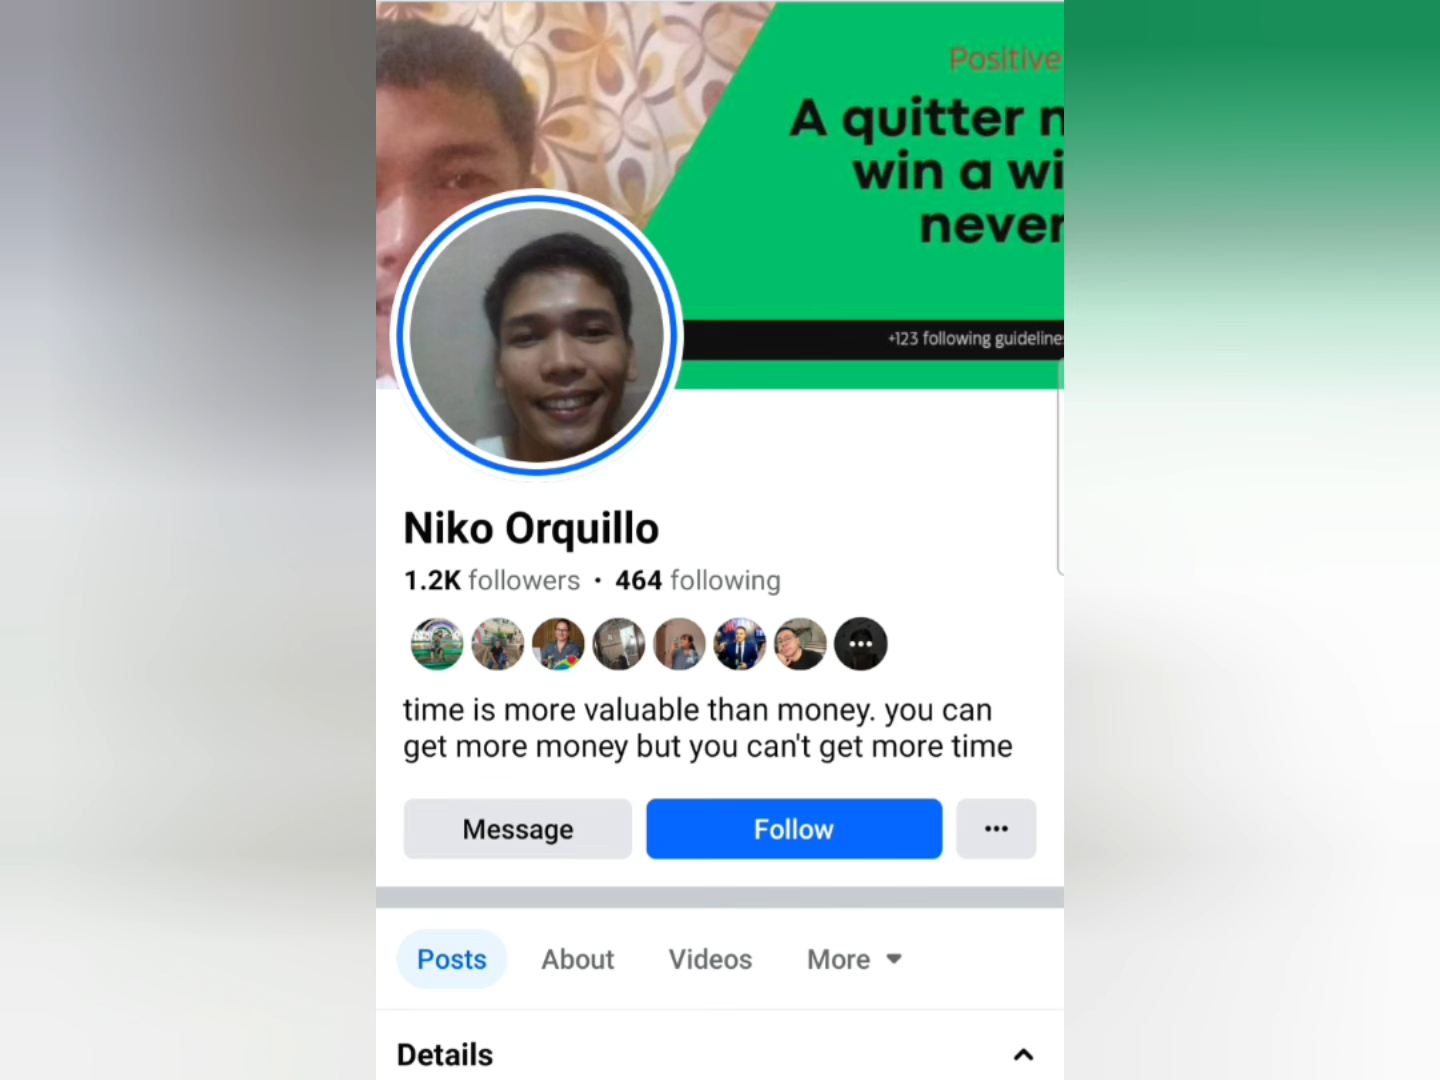 Positive
A quitter n
win a wi
never
+123 following guideline
Niko Orquillo
1.2K followers • 464 following
time is more valuable than money. you can
get more money but you can't get more time
Message
Follow
Posts
About
Videos
More
Details